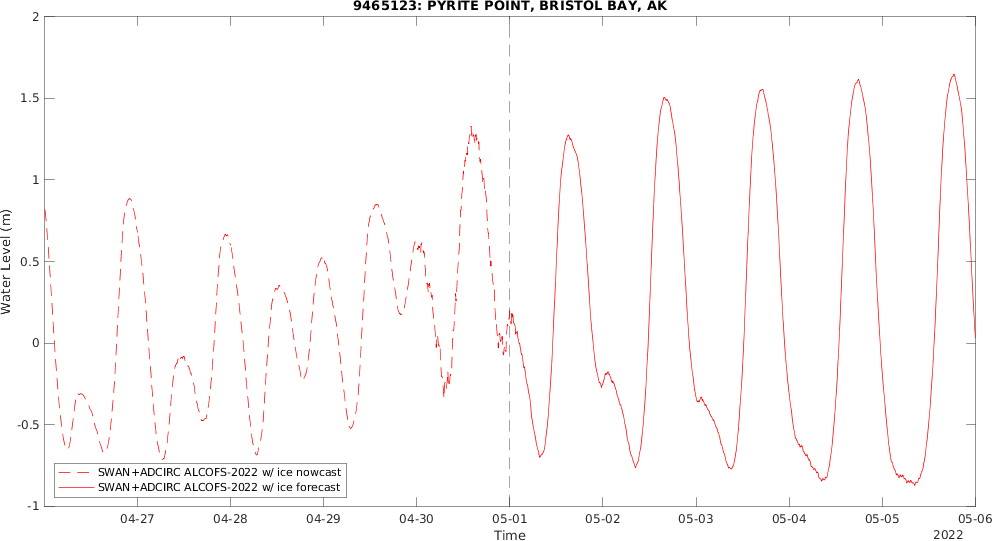 9465123: PYRITE POINT, BRISTOL BAY, AK
2
1.5
1
0.5
0
-0.5
-1
Water Level (m)
SWAN+ADCIRC ALCOFS-2022 w/ ice nowcast
SWAN+ADCIRC ALCOFS-2022 w/ ice forecast
04-27 04-28 04-29 04-30 05-01 05-02 05-03 05-04 05-05 05-06
Time
2022